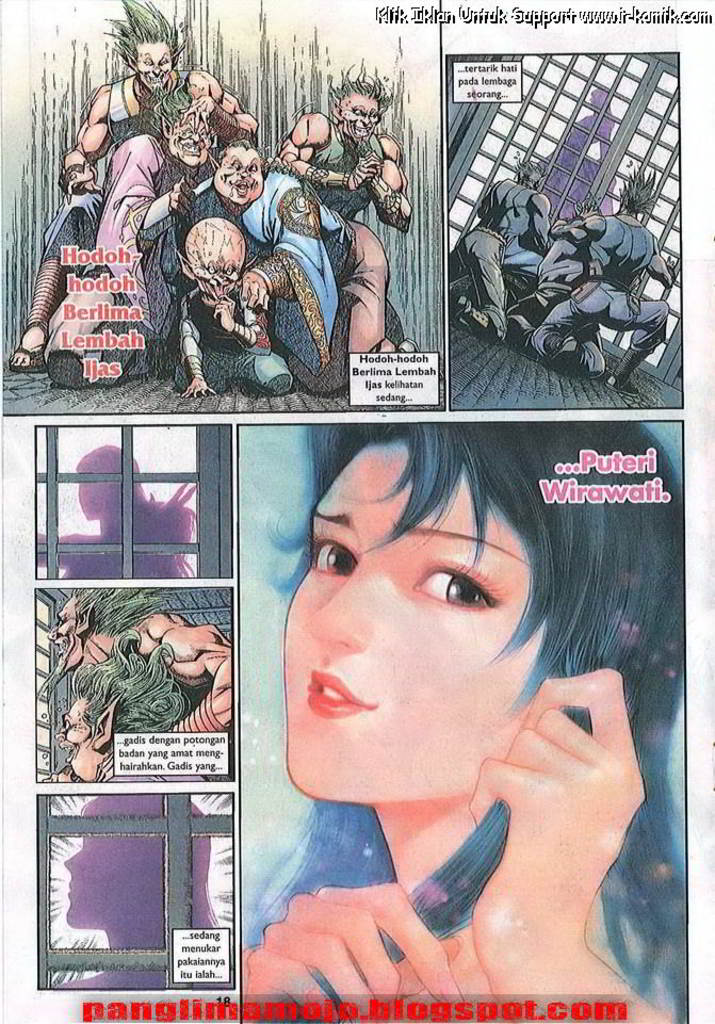 Klik Iklan Untuk Support www.ir-komik.com
Hodoh-
hodoh
Berlima
Lembah
Ijas
Hodoh-hodoh
Berlima Lembah
Ijas kelihatan
sedang...
...tertarik hati
pada lembaga
seorang...
...gadis dengan potongan
badan yang amat meng-
hairahkan. Gadis yang...
...sedang
menukar
pakaiannya
itu ialah...
...Puteri
Wirawati.
18
panglimamojo.blogspot.com